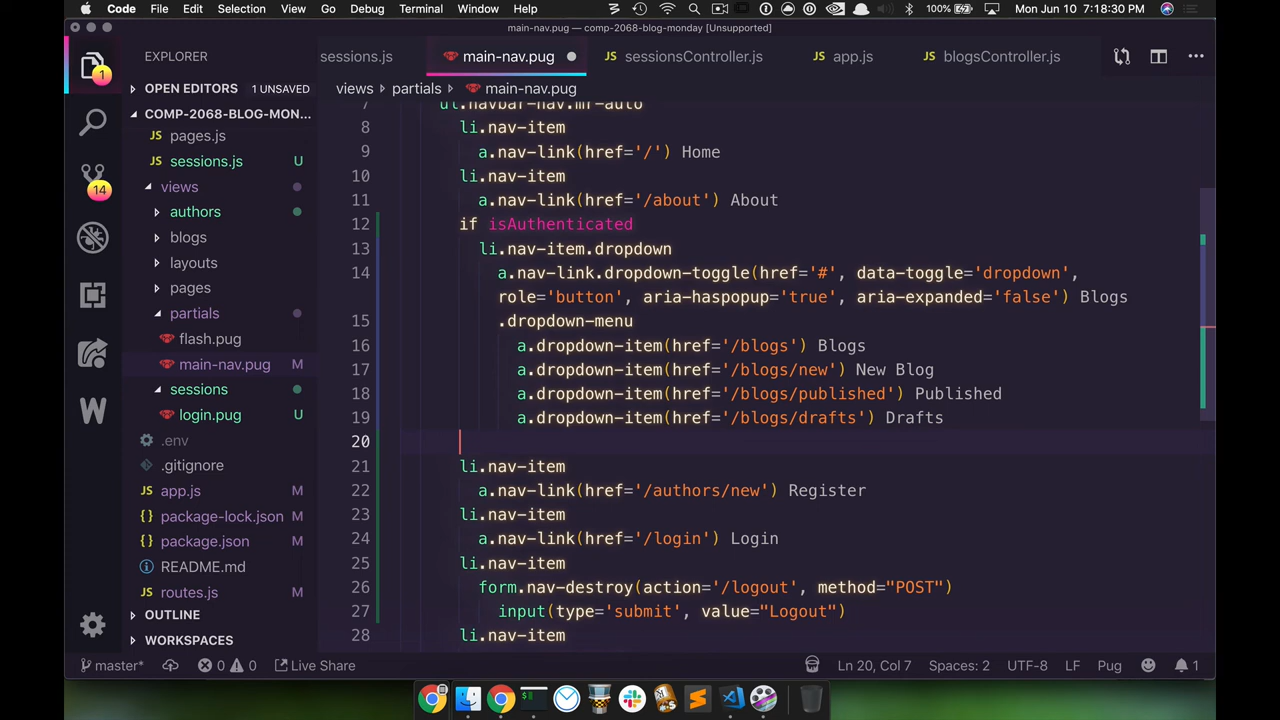 Code File Edit Selection View Go Debug Terminal Window Help 100% Mon Jun 10 7:18:30 PM
main-nav.pug — comp-2068-blog-monday [Unsupported]
EXPLORER
sessions.js main-nav.pug sessionsController.js app.js blogsController.js
1
OPEN EDITORS 1 UNSAVED
views partials main-nav.pug
COMP-2068-BLOG-MON...
pages.js
sessions.js U
views
authors
blogs
layouts
pages
partials
flash.pug
main-nav.pug M
sessions
login.pug U
.env
.gitignore
app.js M
package-lock.json M
package.json M
README.md
routes.js M
OUTLINE
WORKSPACES
14
7 ul.navbar-nav.mr-auto
8 li.nav-item
9 a.nav-link(href='/') Home
10 li.nav-item
11 a.nav-link(href='/about') About
12 if isAuthenticated
13 li.nav-item.dropdown
14 a.nav-link.dropdown-toggle(href='#', data-toggle='dropdown',
role='button', aria-haspopup='true', aria-expanded='false') Blogs
15 .dropdown-menu
16 a.dropdown-item(href='/blogs') Blogs
17 a.dropdown-item(href='/blogs/new') New Blog
18 a.dropdown-item(href='/blogs/published') Published
19 a.dropdown-item(href='/blogs/drafts') Drafts
20
21 li.nav-item
22 a.nav-link(href='/authors/new') Register
23 li.nav-item
24 a.nav-link(href='/login') Login
25 li.nav-item
26 form.nav-destroy(action='/logout', method="POST")
27 input(type='submit', value="Logout")
28 li.nav-item
master* 0 0 Live Share Ln 20, Col 7 Spaces: 2 UTF-8 LF Pug 1